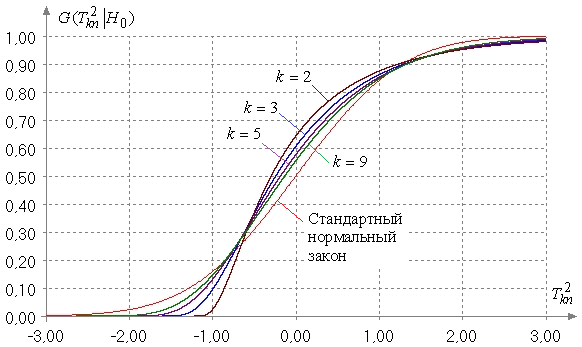 G(T²ₖₙ|H₀)
1,00
0,90
0,80
0,70
0,60
0,50
0,40
0,30
0,20
0,10
0,00
k = 2
k = 3
k = 5
k = 9
Стандартный
нормальный
закон
T²ₖₙ
-3,00 -2,00 -1,00 0,00 1,00 2,00 3,00